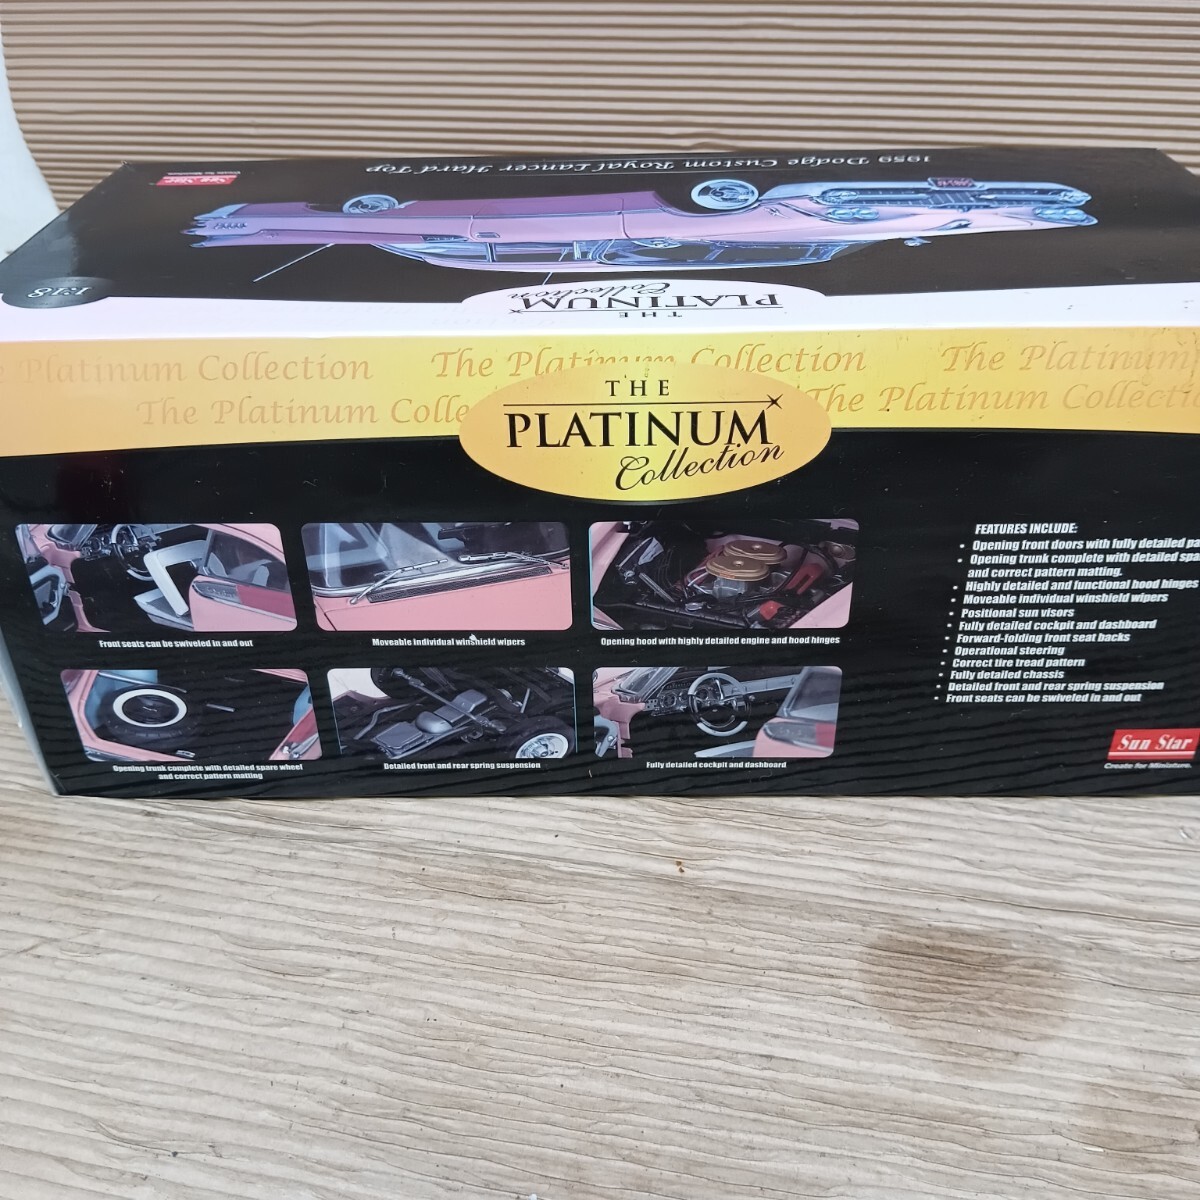 1959 Dodge Custom Royal Lancer Hard Top
Sun Star
1:18
THE
PLATINUM
Collection
Platinum Collection The Platinum Collection The Platinum
The Platinum Colle The Platinum Collecti
THE
PLATINUM
Collection
Front seats can be swiveled in and out
Moveable individual winshield wipers
Opening hood with highly detailed engine and hood hinges
Opening trunk complete with detailed spare wheel
and correct pattern matting
Detailed front and rear spring suspension
Fully detailed cockpit and dashboard
FEATURES INCLUDE:
• Opening front doors with fully detailed pa
• Opening trunk complete with detailed spa
and correct pattern matting.
• Highly detailed and functional hood hinges
• Moveable individual winshield wipers
• Positional sun visors
• Fully detailed cockpit and dashboard
• Forward-folding front seat backs
• Operational steering
• Correct tire tread pattern
• Fully detailed chassis
• Detailed front and rear spring suspension
• Front seats can be swiveled in and out
Sun Star
Create for Miniature.